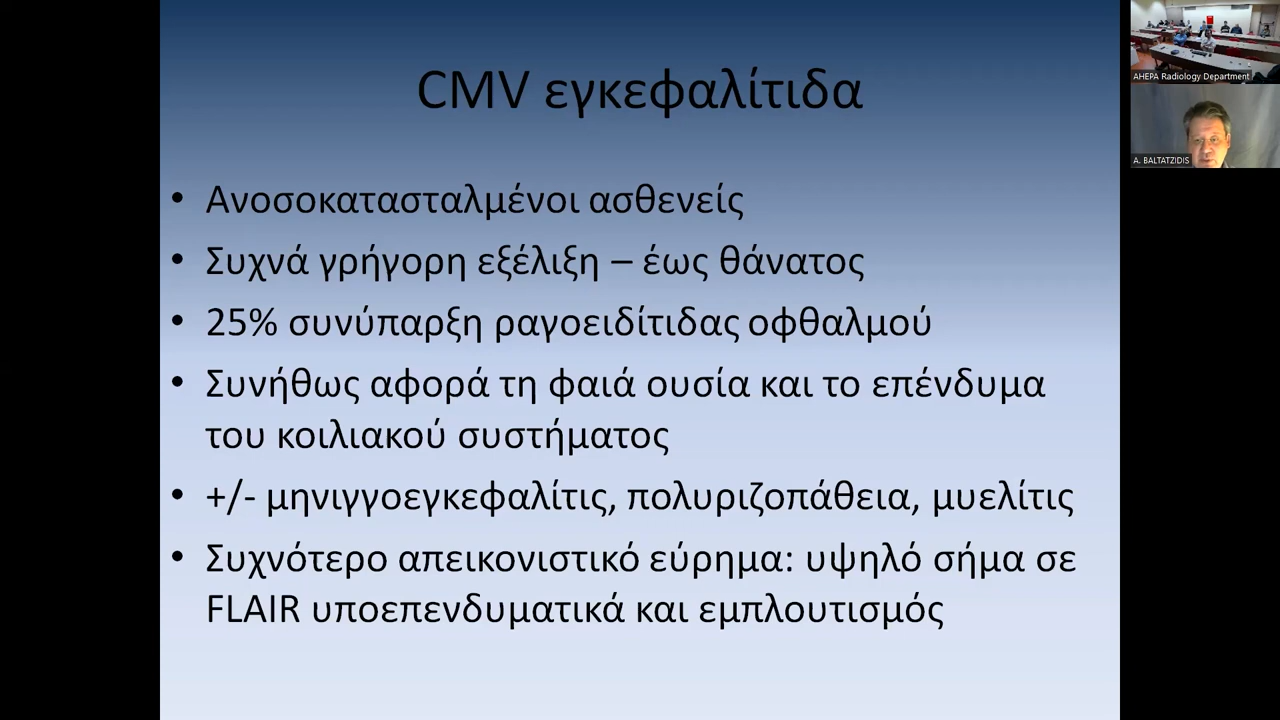 CMV εγκεφαλίτιδα
• Ανοσοκατασταλμένοι ασθενείς
• Συχνά γρήγορη εξέλιξη – έως θάνατος
• 25% συνύπαρξη ραγοειδίτιδας οφθαλμού
• Συνήθως αφορά τη φαιά ουσία και το επένδυμα
του κοιλιακού συστήματος
• +/- μηνιγγοεγκεφαλίτις, πολυριζοπάθεια, μυελίτις
• Συχνότερο απεικονιστικό εύρημα: υψηλό σήμα σε
FLAIR υποεπενδυματικά και εμπλουτισμός
AHEPA Radiology Department
A. BALTATZIDIS